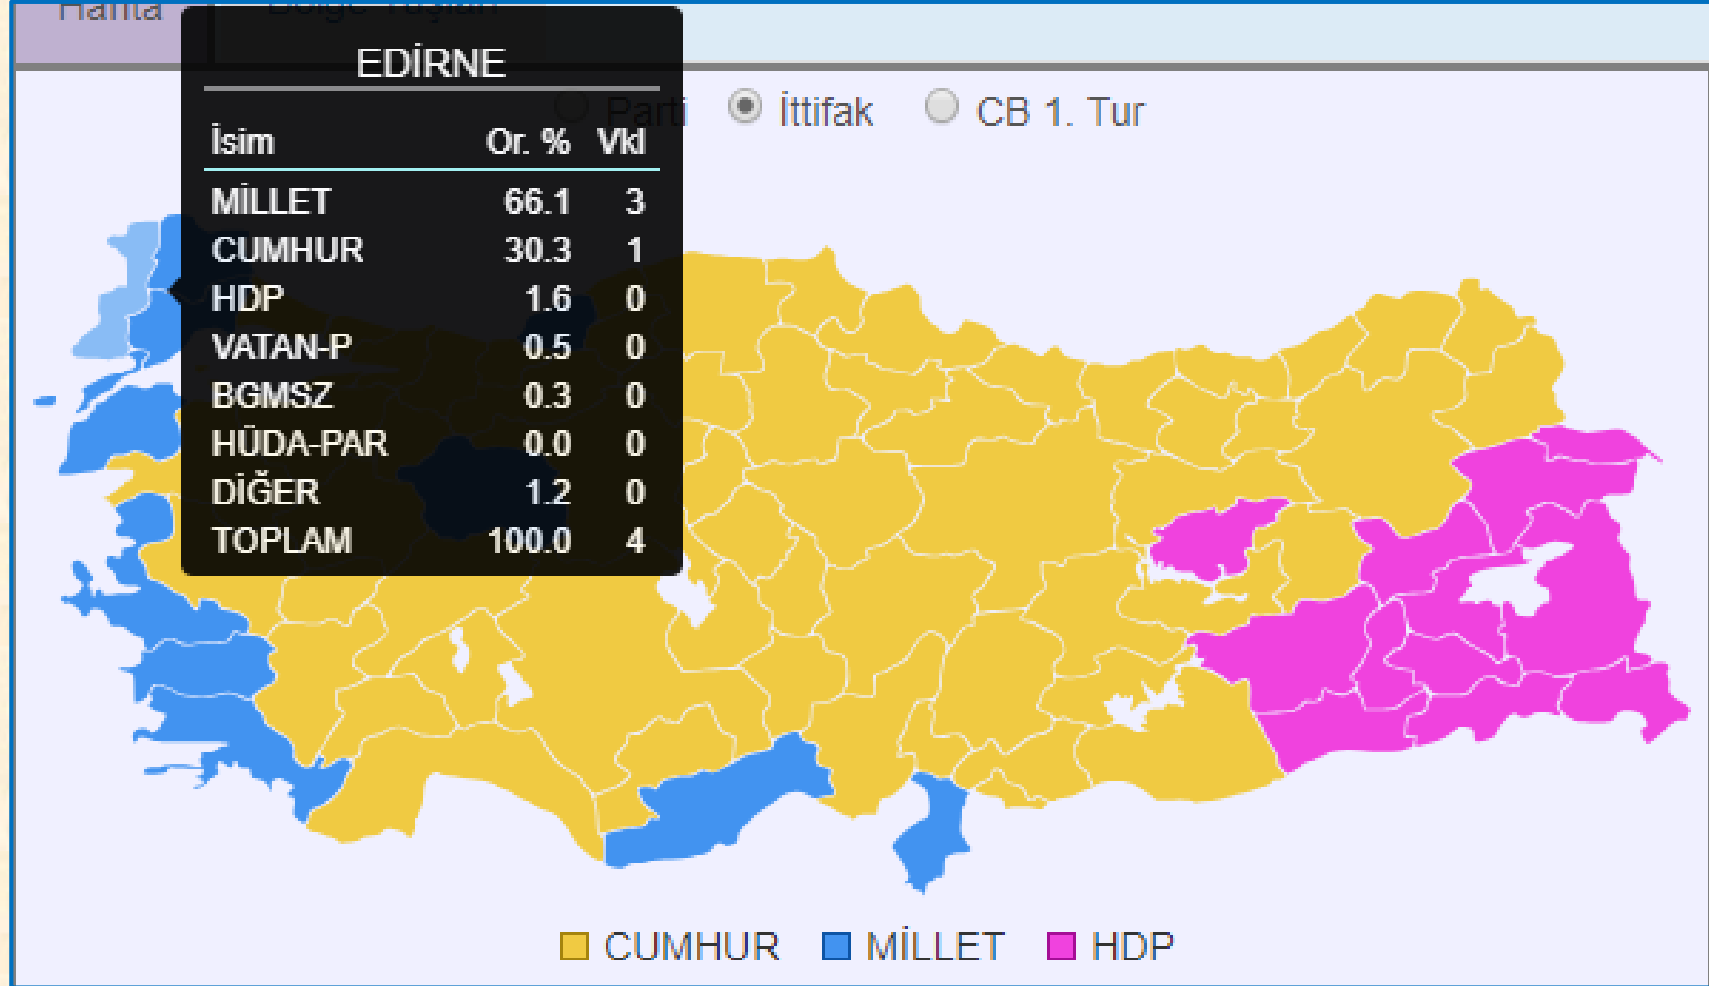 Harita
EDİRNE
Parti İttifak CB 1. Tur
İsim Or. % Vkl
MİLLET 66.1 3
CUMHUR 30.3 1
HDP 1.6 0
VATAN-P 0.5 0
BGMSZ 0.3 0
HÜDA-PAR 0.0 0
DİĞER 1.2 0
TOPLAM 100.0 4
CUMHUR MİLLET HDP